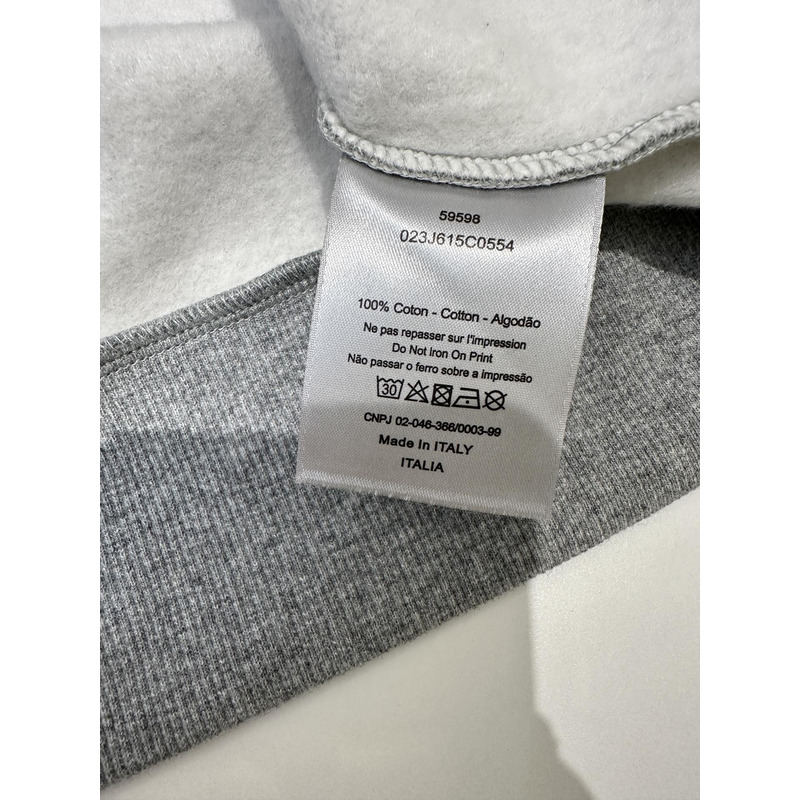 59598
023J615C0554
100% Coton - Cotton - Algodão
Ne pas repasser sur l'impression
Do Not Iron On Print
Não passar o ferro sobre a impressão
30
CNPJ 02-046-366/0003-99
Made In ITALY
ITALIA